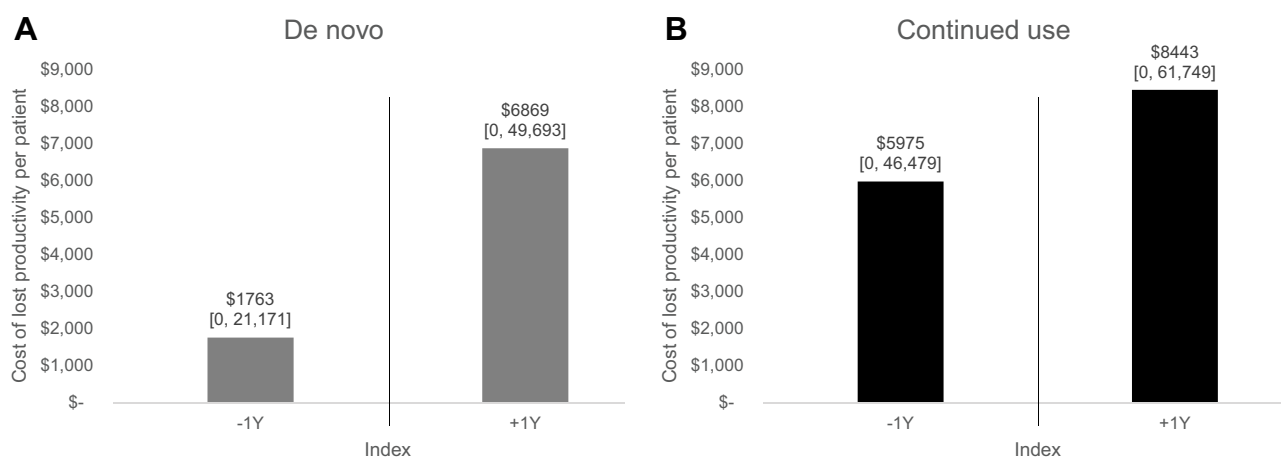 A
De novo
Cost of lost productivity per patient
$9,000
$8,000
$7,000
$6,000
$5,000
$4,000
$3,000
$2,000
$1,000
$-
$1763
[0, 21,171]
$6869
[0, 49,693]
-1Y
+1Y
Index
B
Continued use
Cost of lost productivity per patient
$9,000
$8,000
$7,000
$6,000
$5,000
$4,000
$3,000
$2,000
$1,000
$-
$5975
[0, 46,479]
$8443
[0, 61,749]
-1Y
+1Y
Index